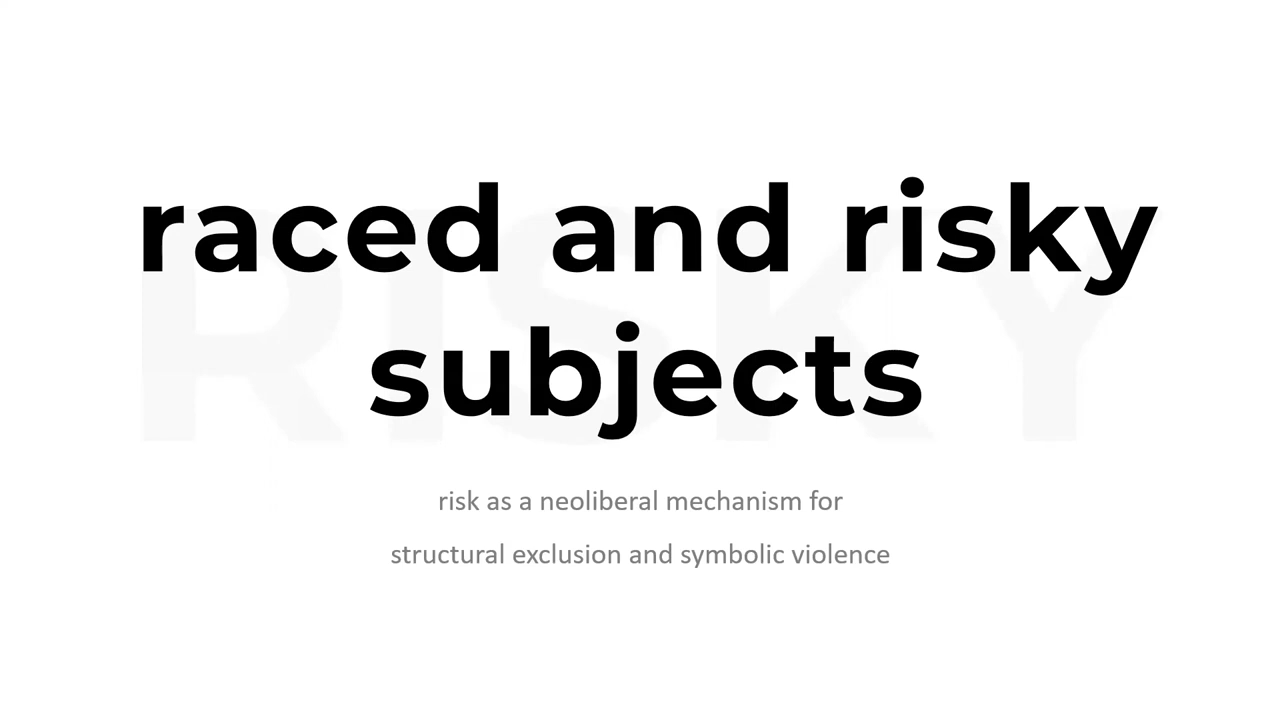 RISKY
raced and risky
subjects
risk as a neoliberal mechanism for
structural exclusion and symbolic violence